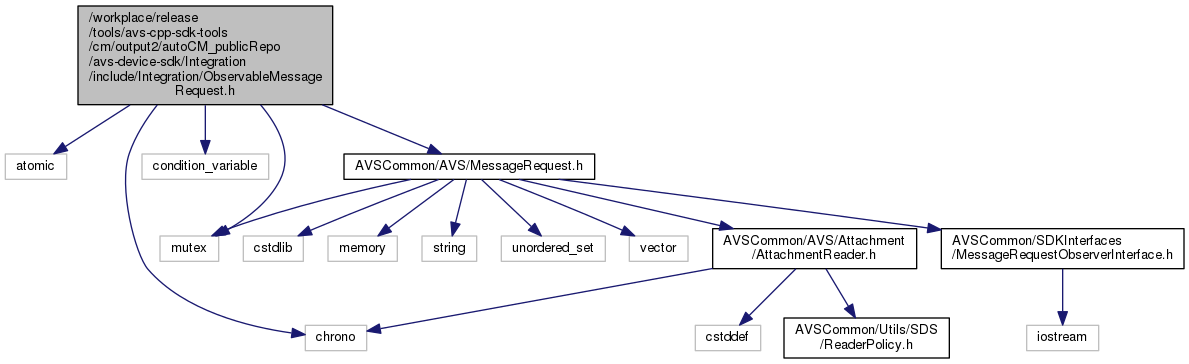 /workplace/release
/tools/avs-cpp-sdk-tools
/cm/output2/autoCM_publicRepo
/avs-device-sdk/Integration
/include/Integration/ObservableMessage
Request.h
atomic
condition_variable
AVSCommon/AVS/MessageRequest.h
mutex
cstdlib
memory
string
unordered_set
vector
AVSCommon/AVS/Attachment
/AttachmentReader.h
AVSCommon/SDKInterfaces
/MessageRequestObserverInterface.h
chrono
cstddef
AVSCommon/Utils/SDS
/ReaderPolicy.h
iostream